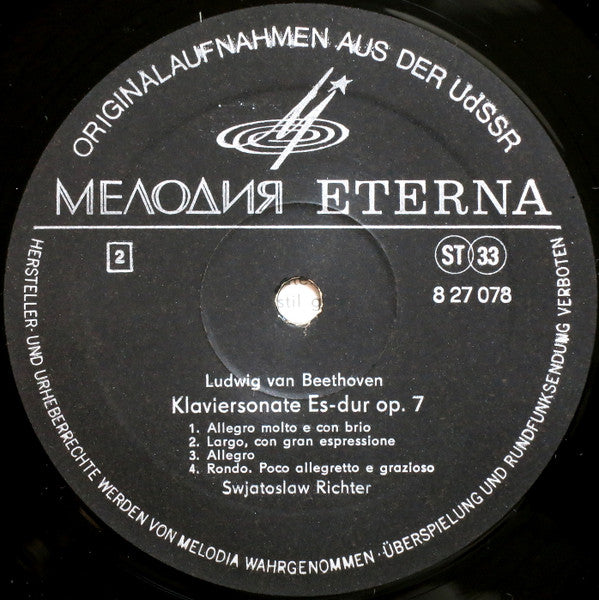 ORIGINALAUFNAHMEN AUS DER UdSSR
МЕЛОДИЯ ETERNA
2
ST 33
8 27 078
stil g
Ludwig van Beethoven
Klaviersonate Es-dur op. 7
1. Allegro molto e con brio
2. Largo, con gran espressione
3. Allegro
4. Rondo. Poco allegretto e grazioso
Swjatoslaw Richter
HERSTELLER- UND URHEBERRECHTE WERDEN VON MELODIA WAHRGENOMMEN · ÜBERSPIELUNG UND RUNDFUNKSENDUNG VERBOTEN